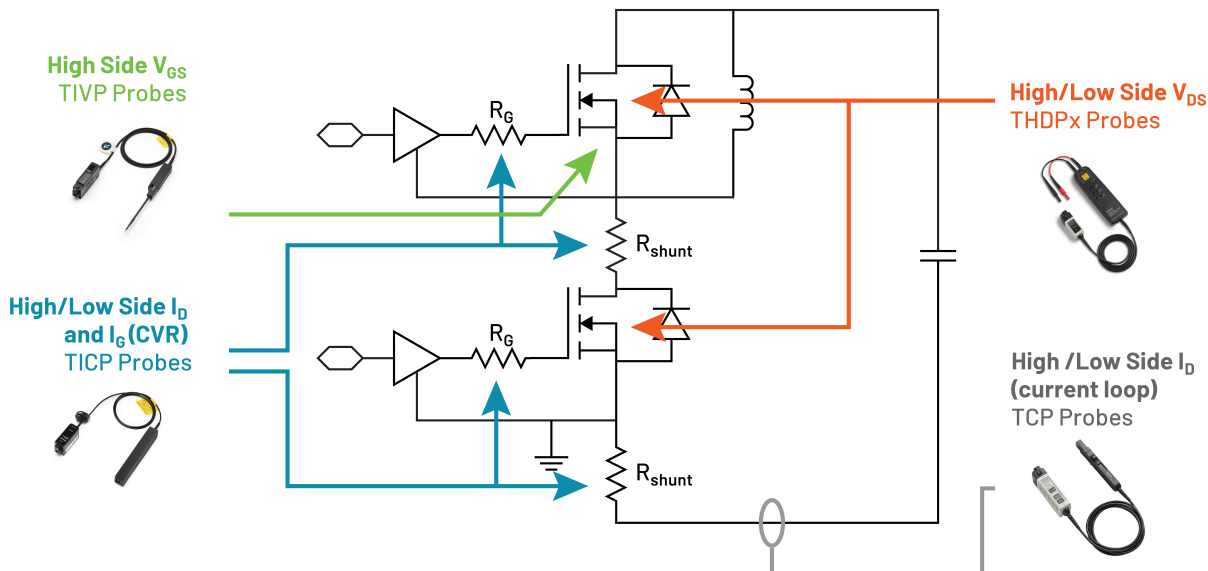 High Side VGS
TIVP Probes
RG
High/Low Side VDS
THDPx Probes
Rshunt
High/Low Side ID
and IG (CVR)
TICP Probes
RG
High /Low Side ID
(current loop)
TCP Probes
Rshunt